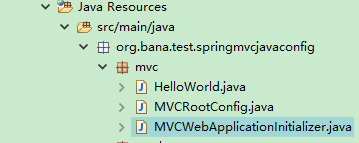 Java Resources
src/main/java
org.bana.test.springmvcjavaconfig
mvc
HelloWorld.java
MVCRootConfig.java
MVCWebApplicationInitializer.java